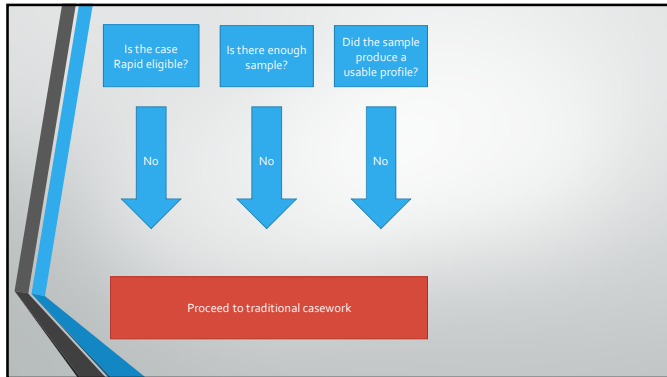 Is the case
Rapid eligible?
Is there enough
sample?
Did the sample
produce a
usable profile?
No
No
No
Proceed to traditional casework